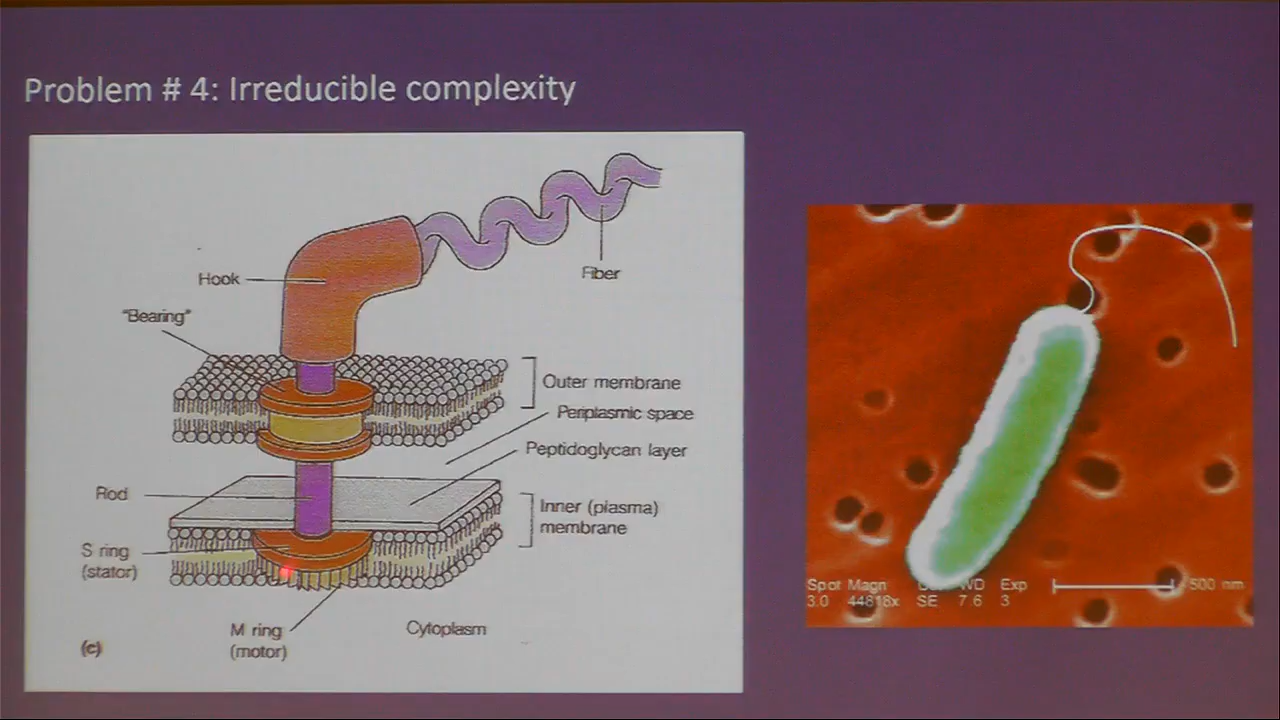 Problem # 4: Irreducible complexity
Fiber
Hook
"Bearing"
Outer membrane
Periplasmic space
Peptidoglycan layer
Rod
Inner (plasma)
membrane
S ring
(stator)
M ring
(motor)
Cytoplasm
(c)
Spot Magn WD Exp
3.0 44818x SE 7.6 3
500 nm